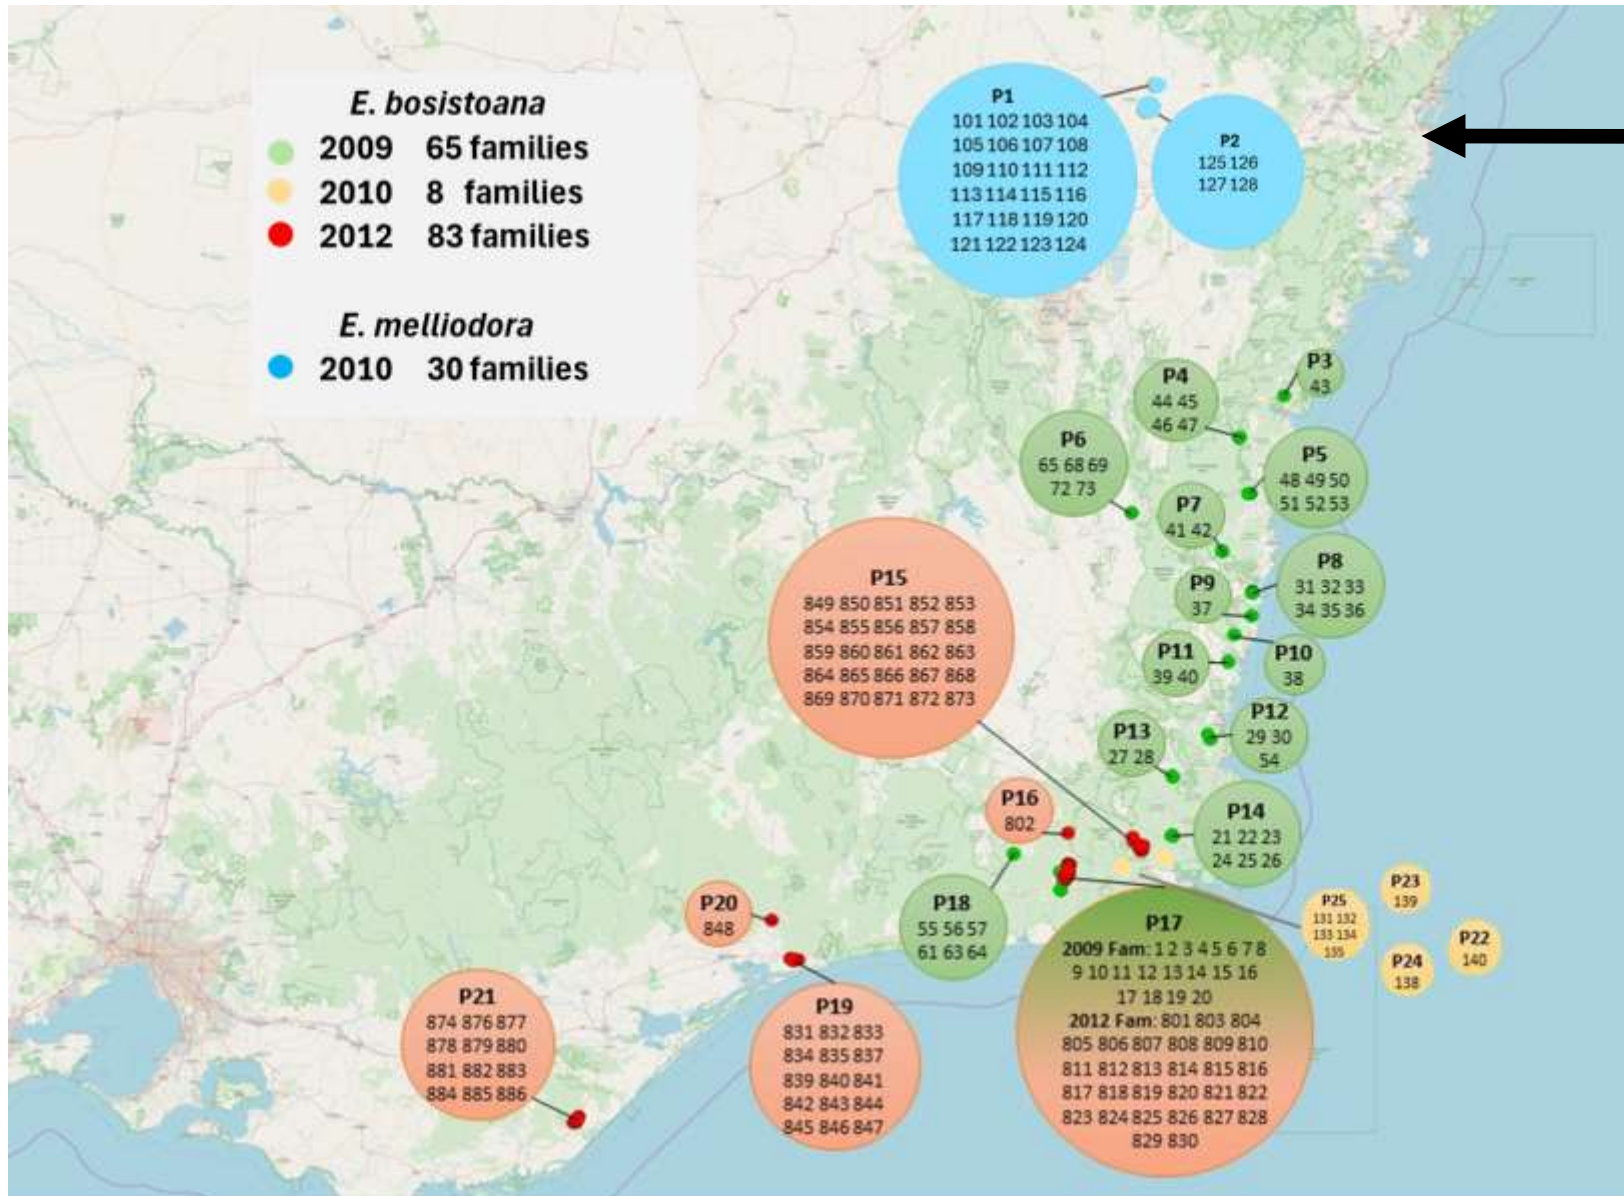 E. bosistoana
2009 65 families
2010 8 families
2012 83 families
E. melliodora
2010 30 families
P1
101 102 103 104
105 106 107 108
109 110 111 112
113 114 115 116
117 118 119 120
121 122 123 124
P2
125 126
127 128
P3
43
P4
44 45
46 47
P5
48 49 50
51 52 53
P6
65 68 69
72 73
P7
41 42
P8
31 32 33
34 35 36
P9
37
P10
38
P11
39 40
P12
29 30
54
P13
27 28
P14
21 22 23
24 25 26
P15
849 850 851 852 853
854 855 856 857 858
859 860 861 862 863
864 865 866 867 868
869 870 871 872 873
P16
802
P17
2009 Fam: 1 2 3 4 5 6 7 8
9 10 11 12 13 14 15 16
17 18 19 20
2012 Fam: 801 803 804
805 806 807 808 809 810
811 812 813 814 815 816
817 818 819 820 821 822
823 824 825 826 827 828
829 830
P18
55 56 57
61 63 64
P19
831 832 833
834 835 837
839 840 841
842 843 844
845 846 847
P20
848
P21
874 876 877
878 879 880
881 882 883
884 885 886
P25
131 132
133 134
135
P23
139
P22
140
P24
138